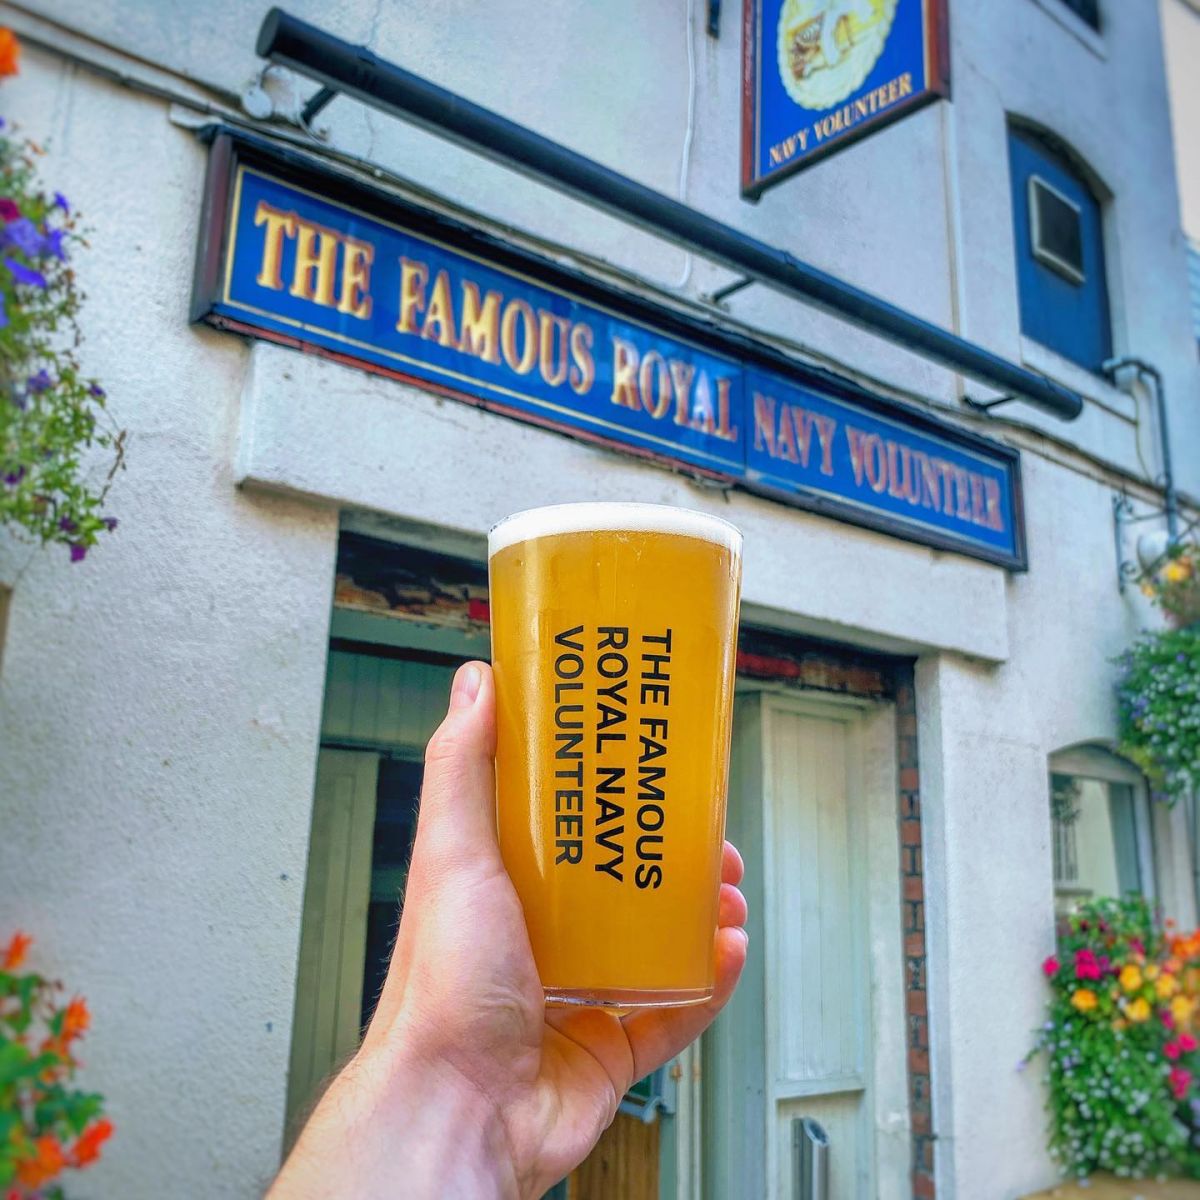 NAVY VOLUNTEER
THE FAMOUS ROYAL NAVY VOLUNTEER
THE FAMOUS
ROYAL NAVY
VOLUNTEER